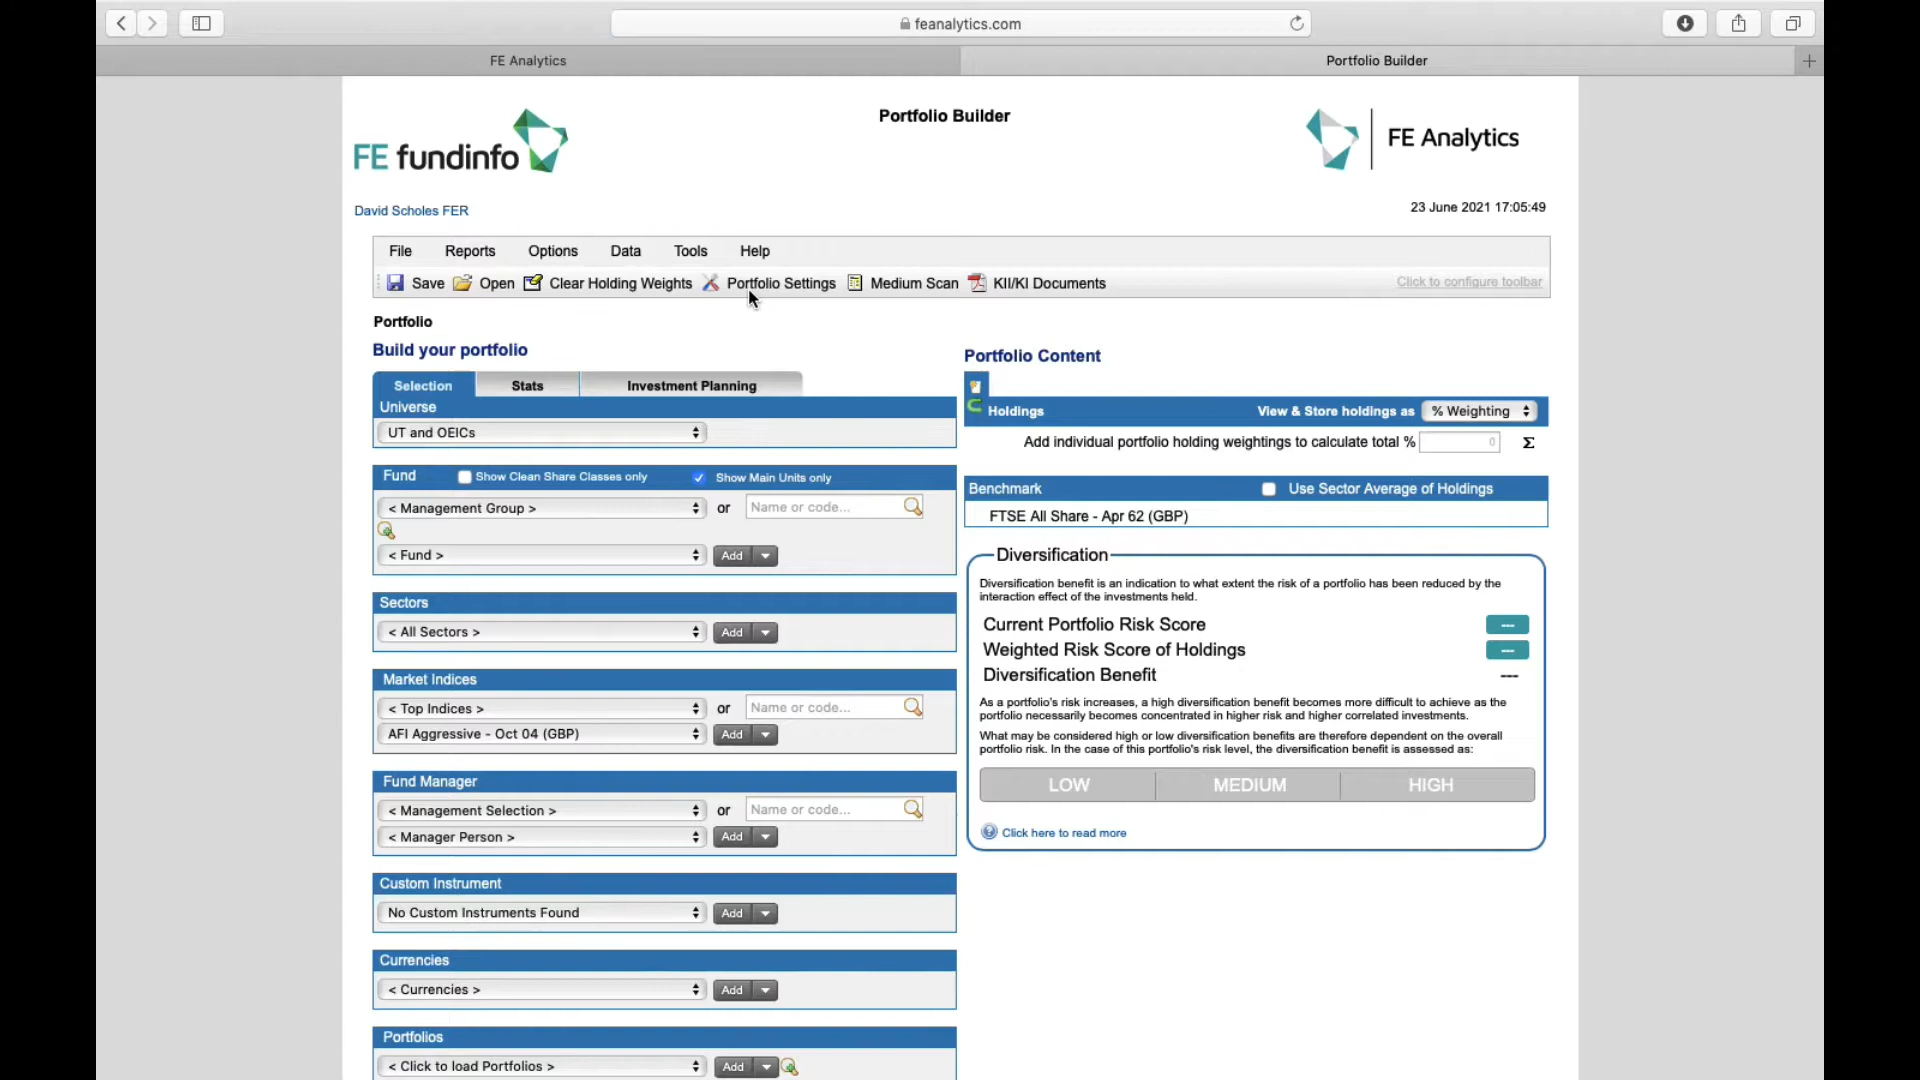 feanalytics.com
FE Analytics
Portfolio Builder
Portfolio Builder
FE fundinfo
FE Analytics
David Scholes FER
23 June 2021 17:05:49
File Reports Options Data Tools Help
Save Open Clear Holding Weights Portfolio Settings Medium Scan KII/KI Documents Click to configure toolbar
Portfolio
Build your portfolio
Selection Stats Investment Planning
Universe
UT and OEICs
Fund Show Clean Share Classes only Show Main Units only
< Management Group > or Name or code...
< Fund > Add
Sectors
< All Sectors > Add
Market Indices
< Top Indices > or Name or code...
AFI Aggressive - Oct 04 (GBP) Add
Fund Manager
< Management Selection > or Name or code...
< Manager Person > Add
Custom Instrument
No Custom Instruments Found Add
Currencies
< Currencies > Add
Portfolios
< Click to load Portfolios > Add
Portfolio Content
Holdings View & Store holdings as % Weighting
Add individual portfolio holding weightings to calculate total % 0 Σ
Benchmark Use Sector Average of Holdings
FTSE All Share - Apr 62 (GBP)
Diversification
Diversification benefit is an indication to what extent the risk of a portfolio has been reduced by the
interaction effect of the investments held.
Current Portfolio Risk Score ---
Weighted Risk Score of Holdings ---
Diversification Benefit ---
As a portfolio's risk increases, a high diversification benefit becomes more difficult to achieve as the
portfolio necessarily becomes concentrated in higher risk and higher correlated investments.
What may be considered high or low diversification benefits are therefore dependent on the overall
portfolio risk. In the case of this portfolio's risk level, the diversification benefit is assessed as:
LOW MEDIUM HIGH
Click here to read more